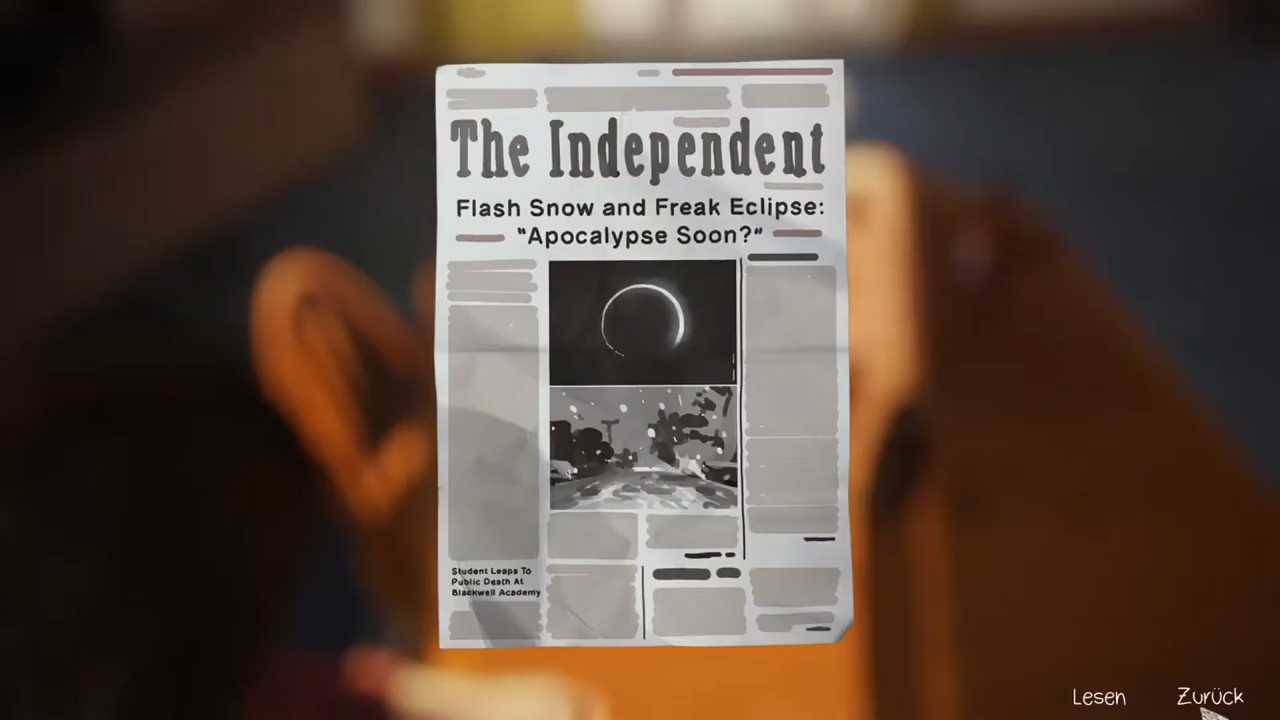 The Independent
Flash Snow and Freak Eclipse:
"Apocalypse Soon?"
Student Leaps To
Public Death At
Blackwell Academy
Lesen Zurück